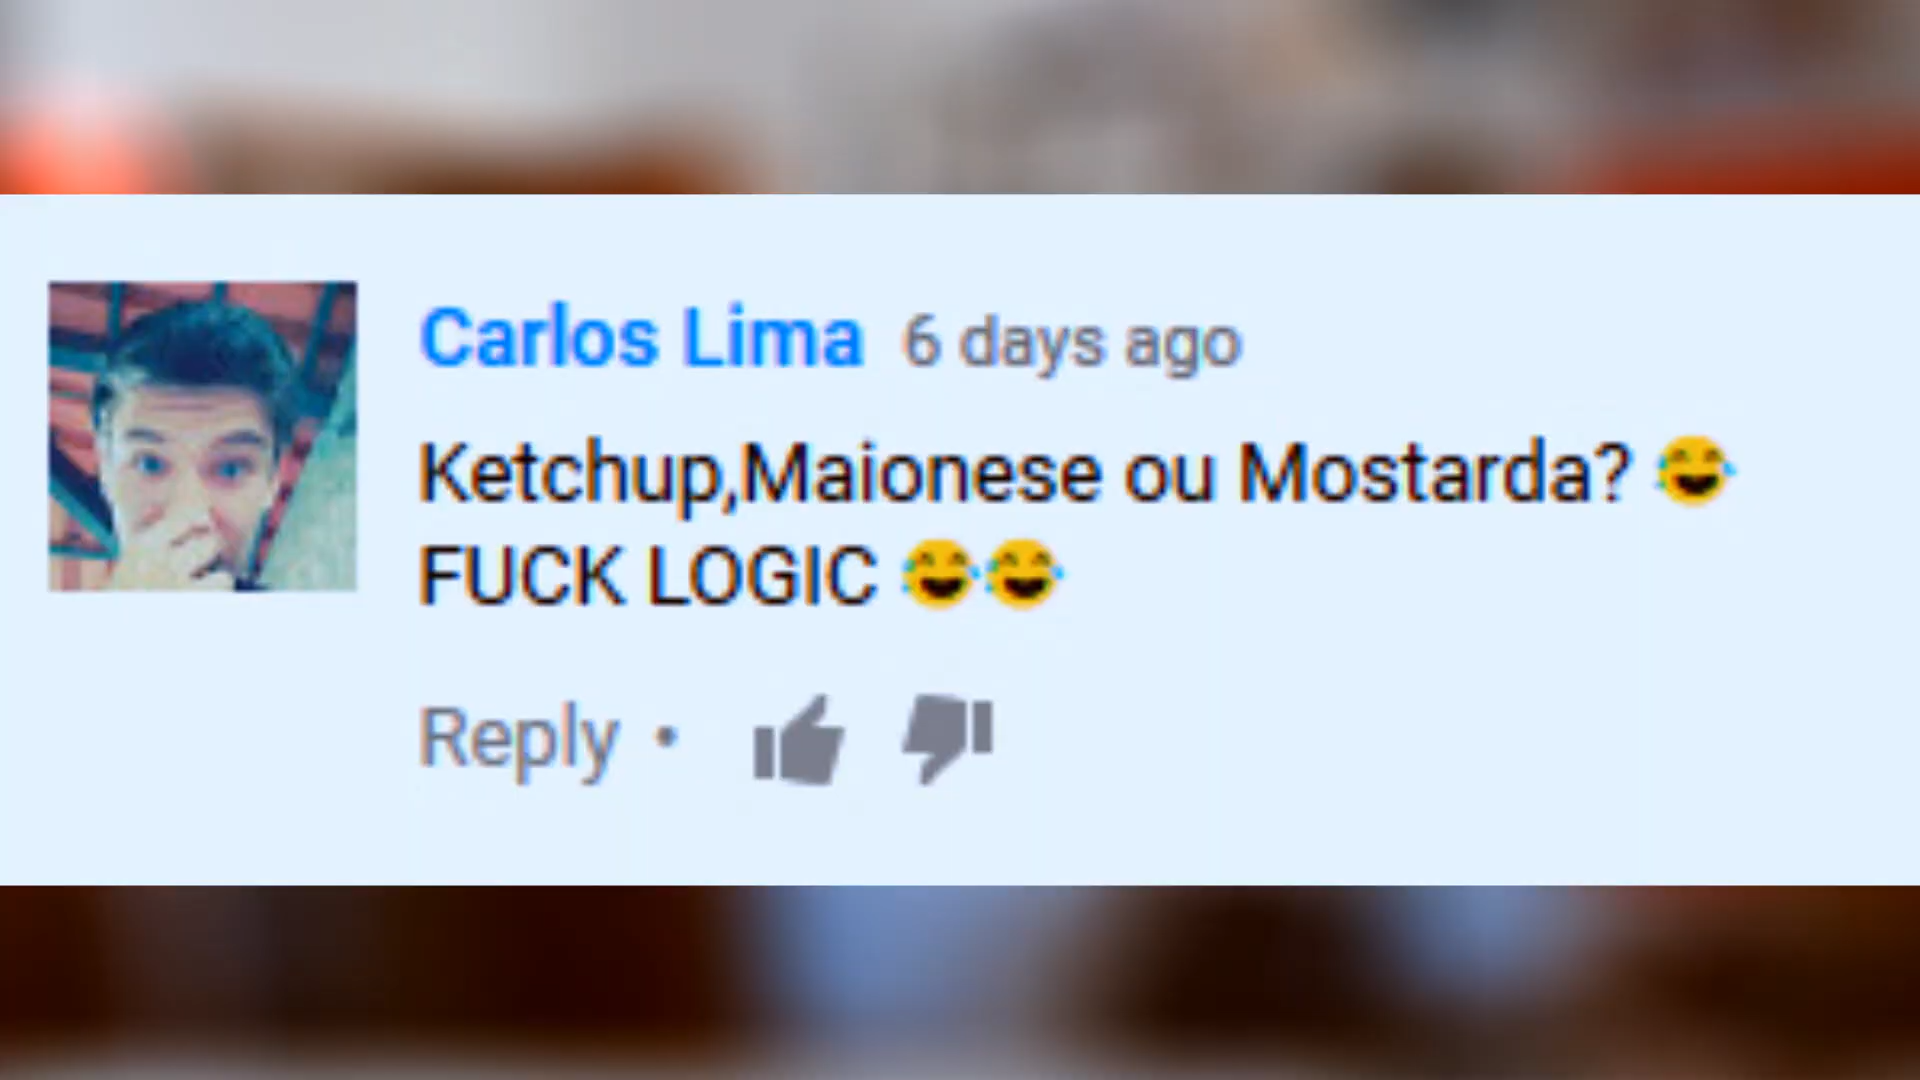 Carlos Lima 6 days ago
Ketchup,Maionese ou Mostarda? 😂
FUCK LOGIC 😂😂
Reply •